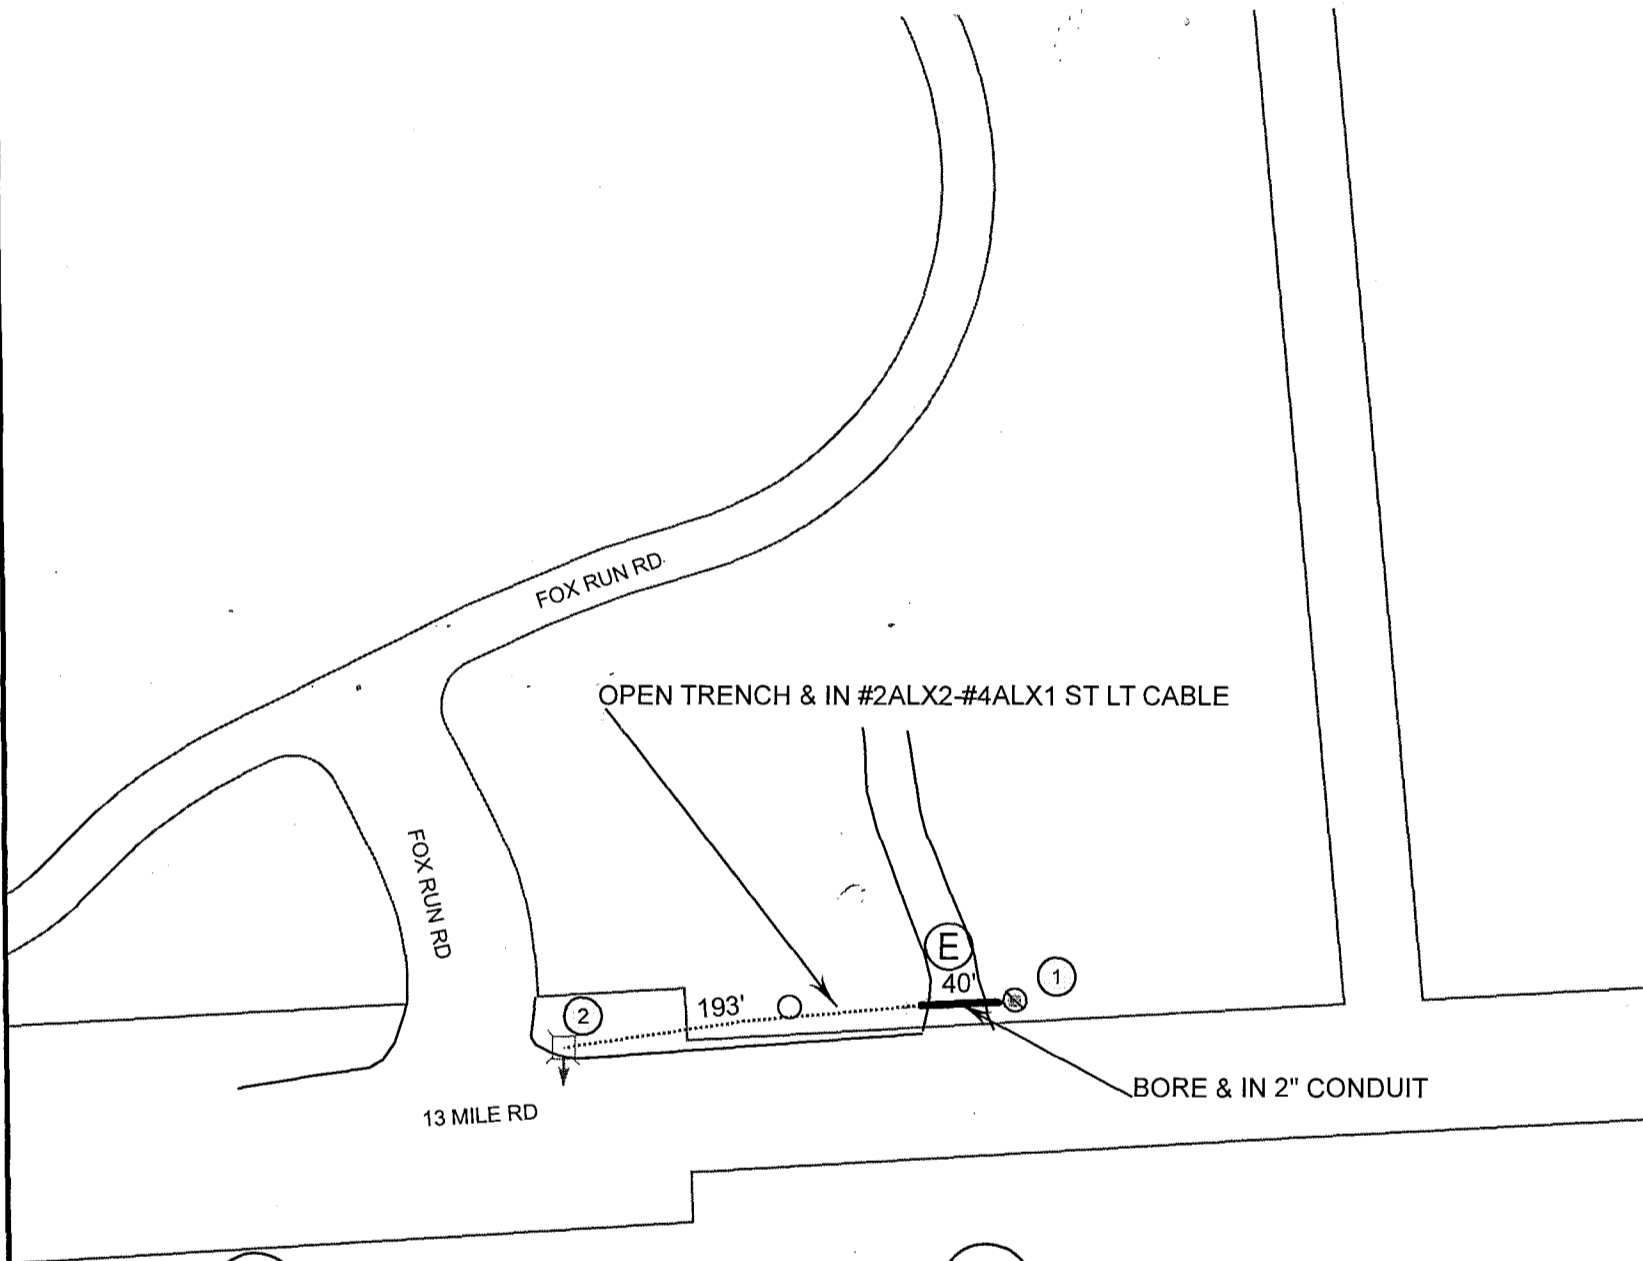 FOX RUN RD
OPEN TRENCH & IN #2ALX2-#4ALX1 ST LT CABLE
FOX RUN RD
E
40'
1
193'
2
BORE & IN 2" CONDUIT
13 MILE RD